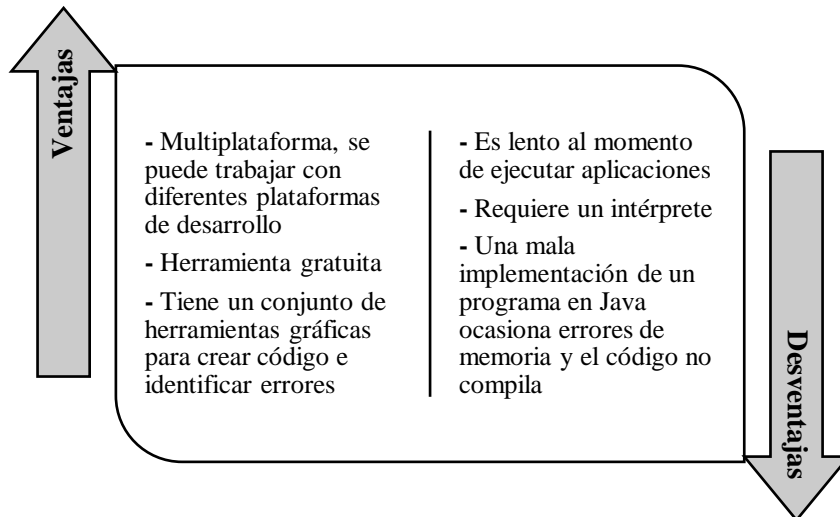 Ventajas
- Multiplataforma, se
puede trabajar con
diferentes plataformas
de desarrollo
- Herramienta gratuita
- Tiene un conjunto de
herramientas gráficas
para crear código e
identificar errores
- Es lento al momento
de ejecutar aplicaciones
- Requiere un intérprete
- Una mala
implementación de un
programa en Java
ocasiona errores de
memoria y el código no
compila
Desventajas